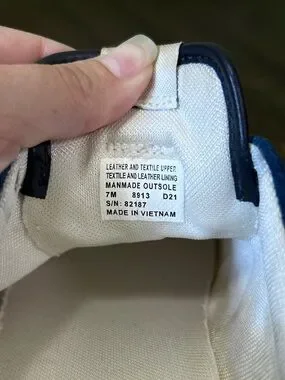 LEATHER AND TEXTILE UPPER
TEXTILE AND LEATHER LINING
MANMADE OUTSOLE
7M 8913 D21
S/N: 82187
MADE IN VIETNAM